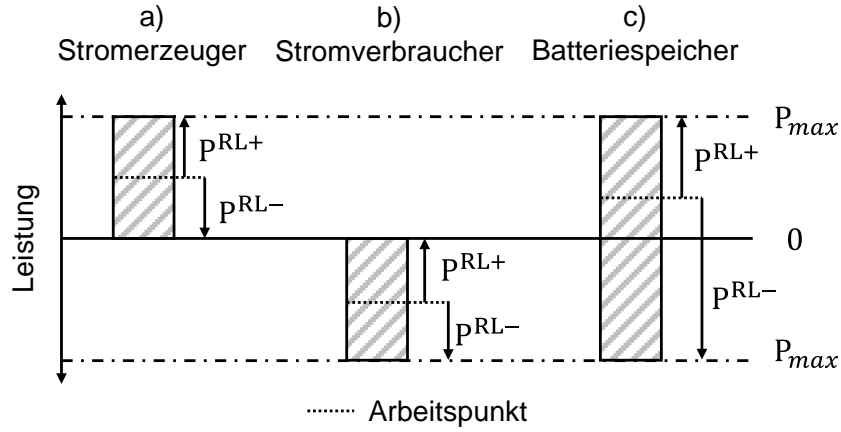 a)
Stromerzeuger
b)
Stromverbraucher
c)
Batteriespeicher
Leistung
P^RL+
P^RL−
P^RL+
P^RL−
P^RL+
P^RL−
P_max
0
P_max
Arbeitspunkt